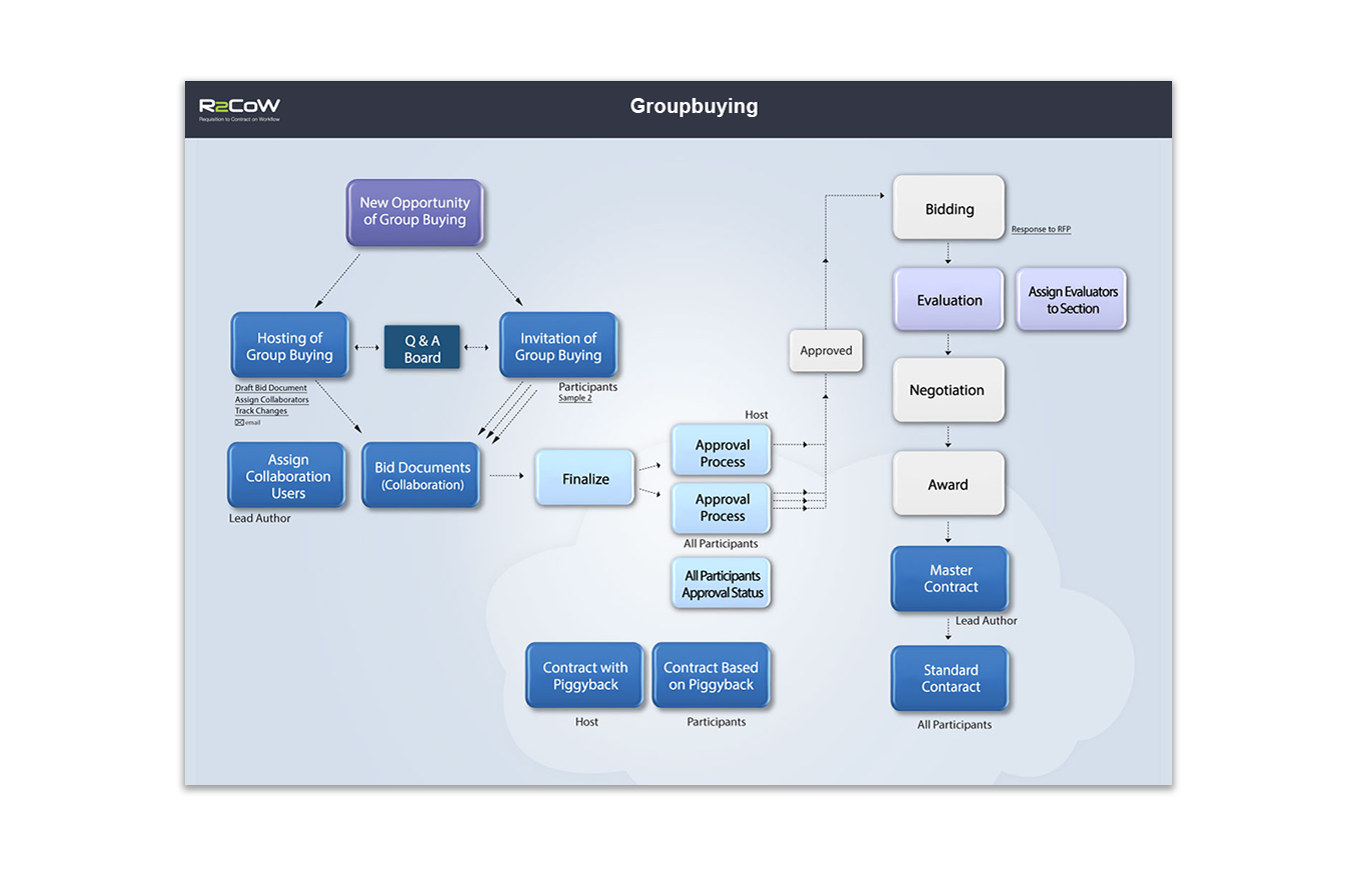 R2CoW
Requisition to Contract on Workflow
Groupbuying
New Opportunity
of Group Buying
Hosting of
Group Buying
Q & A
Board
Invitation of
Group Buying
Draft Bid Document
Assign Collaborators
Track Changes
email
Participants
Sample 2
Assign
Collaboration
Users
Lead Author
Bid Documents
(Collaboration)
Finalize
Host
Approval
Process
Approval
Process
All Participants
All Participants
Approval Status
Approved
Contract with
Piggyback
Host
Contract Based
on Piggyback
Participants
Bidding
Response to RFP
Evaluation
Assign Evaluators
to Section
Negotiation
Award
Master
Contract
Lead Author
Standard
Contaract
All Participants